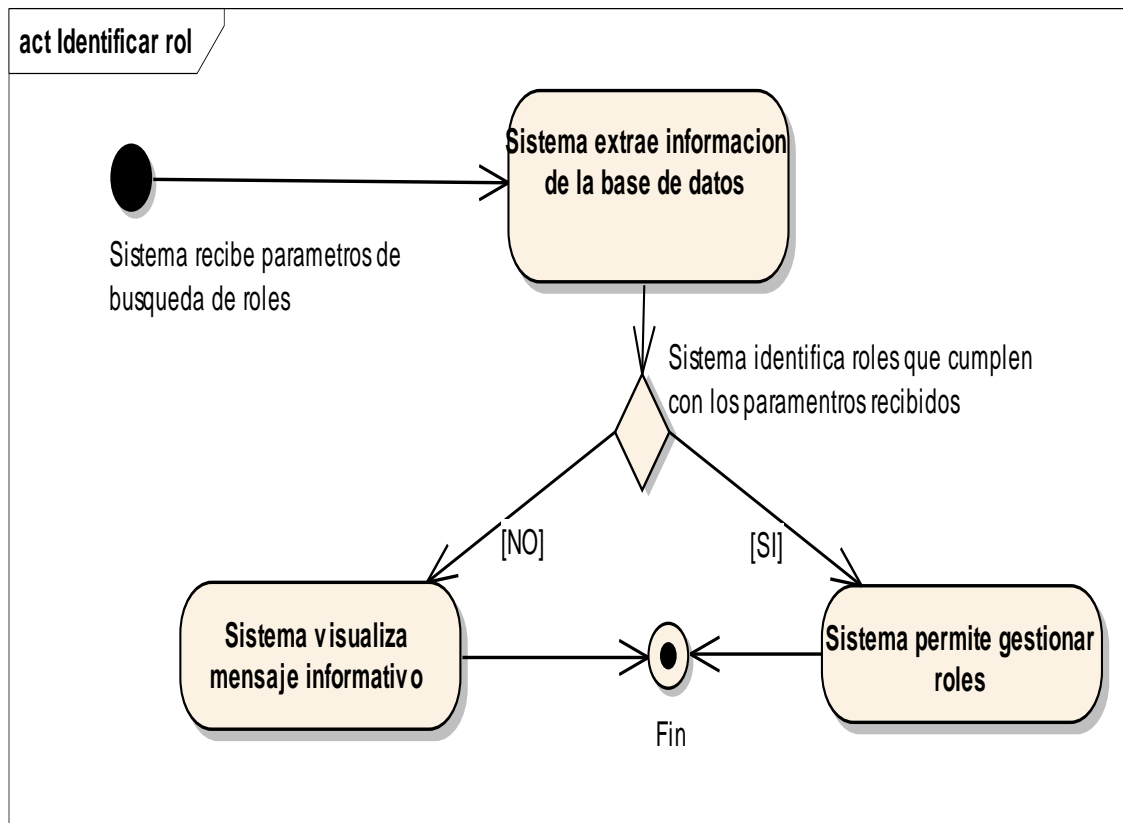 act Identificar rol
Sistema extrae informacion
de la base de datos
Sistema recibe parametros de
busqueda de roles
Sistema identifica roles que cumplen
con los paramentros recibidos
[NO]
[SI]
Sistema visualiza
mensaje informativo
Sistema permite gestionar
roles
Fin